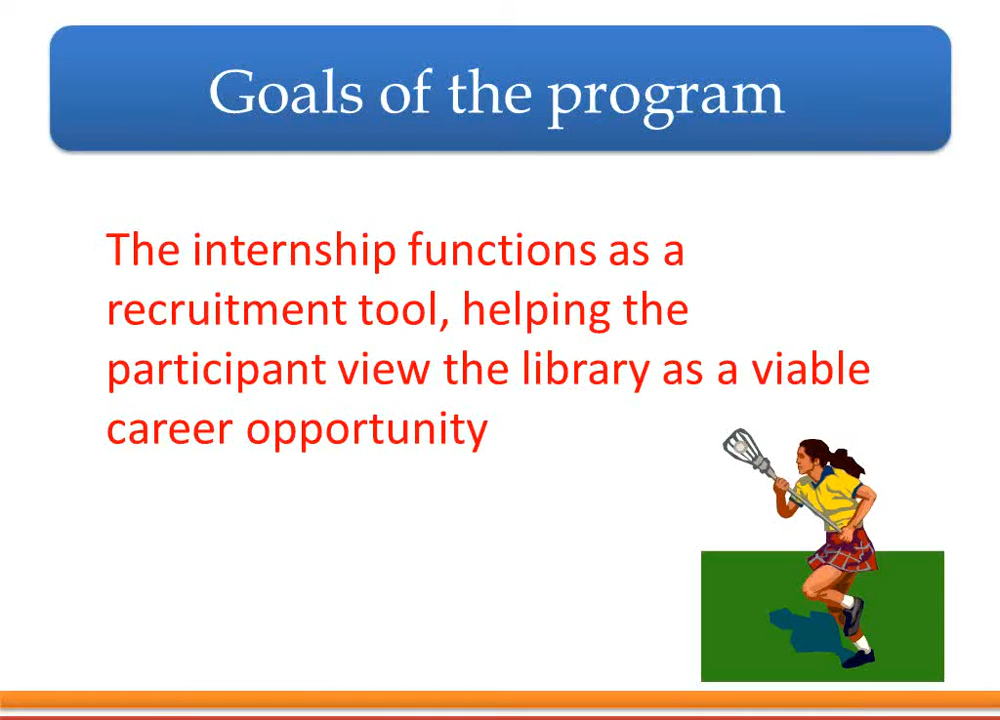 Goals of the program
The internship functions as a
recruitment tool, helping the
participant view the library as a viable
career opportunity